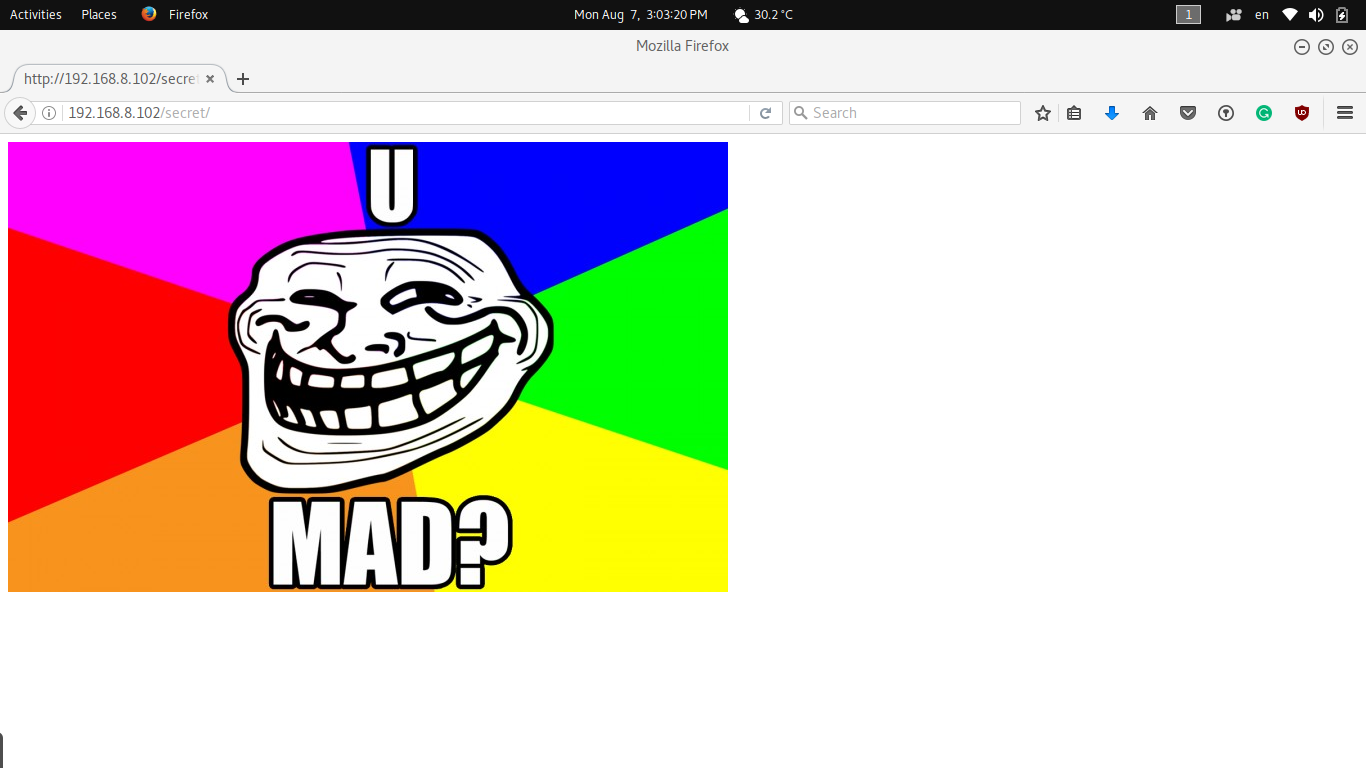 Activities Places Firefox Mon Aug 7, 3:03:20 PM 30.2 °C 1 en
Mozilla Firefox
http://192.168.8.102/secret
192.168.8.102/secret/ Search
U
MAD?